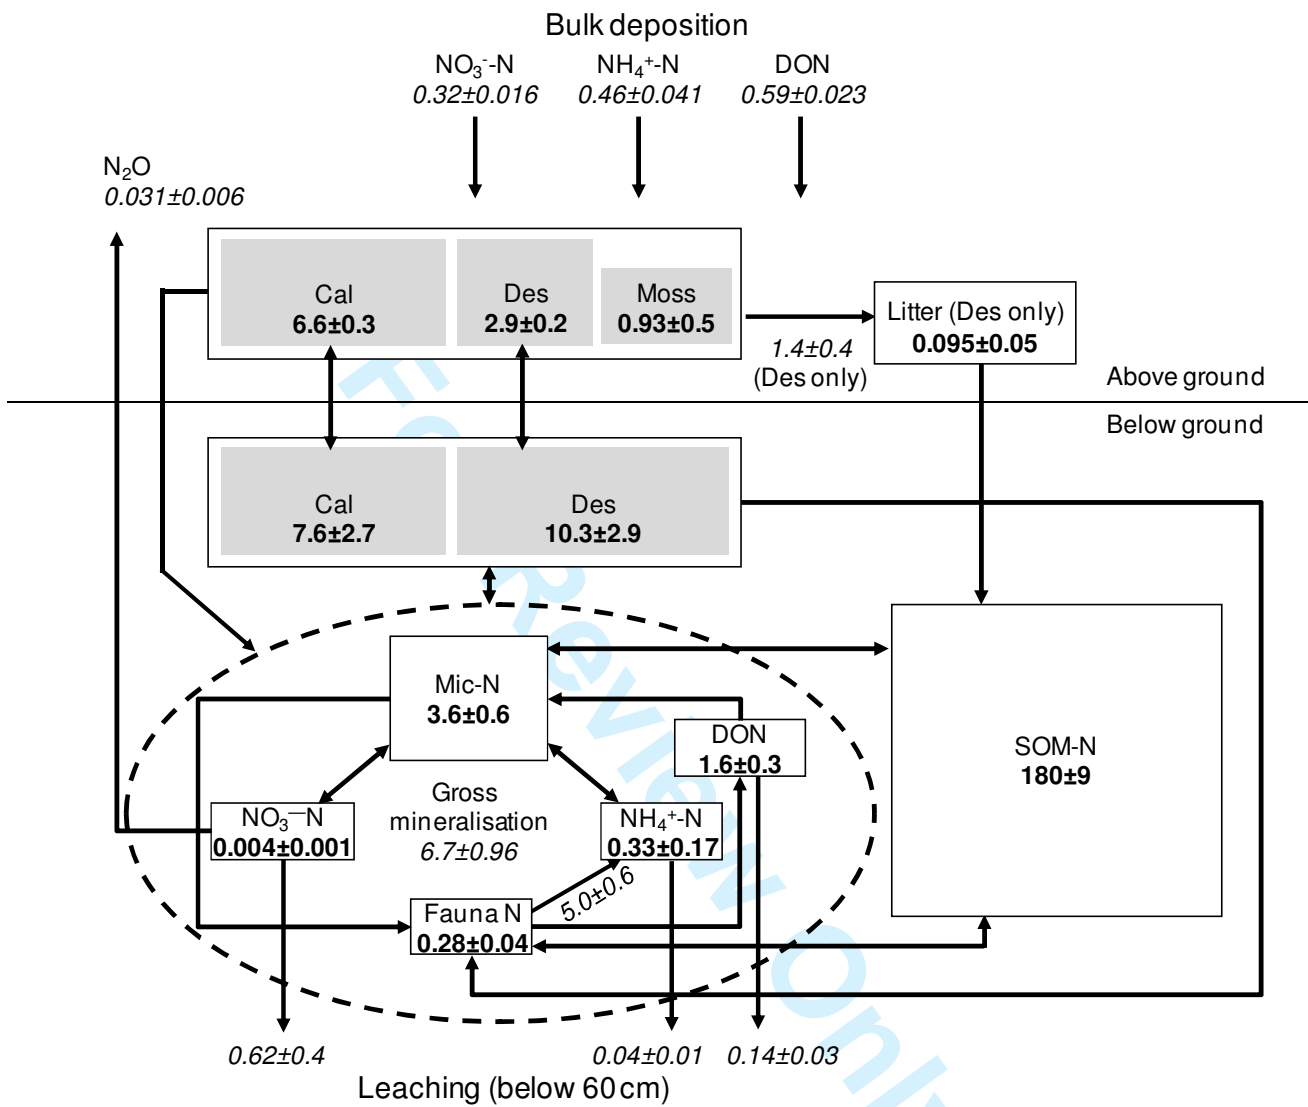 Bulk deposition
NO₃⁻-N
0.32±0.016
NH₄⁺-N
0.46±0.041
DON
0.59±0.023
N₂O
0.031±0.006
Cal
6.6±0.3
Des
2.9±0.2
Moss
0.93±0.5
1.4±0.4
(Des only)
Litter (Des only)
0.095±0.05
Above ground
Below ground
Cal
7.6±2.7
Des
10.3±2.9
Mic-N
3.6±0.6
DON
1.6±0.3
SOM-N
180±9
Gross
mineralisation
6.7±0.96
NO₃—N
0.004±0.001
NH₄⁺-N
0.33±0.17
5.0±0.6
Fauna N
0.28±0.04
0.62±0.4
0.04±0.01
0.14±0.03
Leaching (below 60 cm)
For Review Only